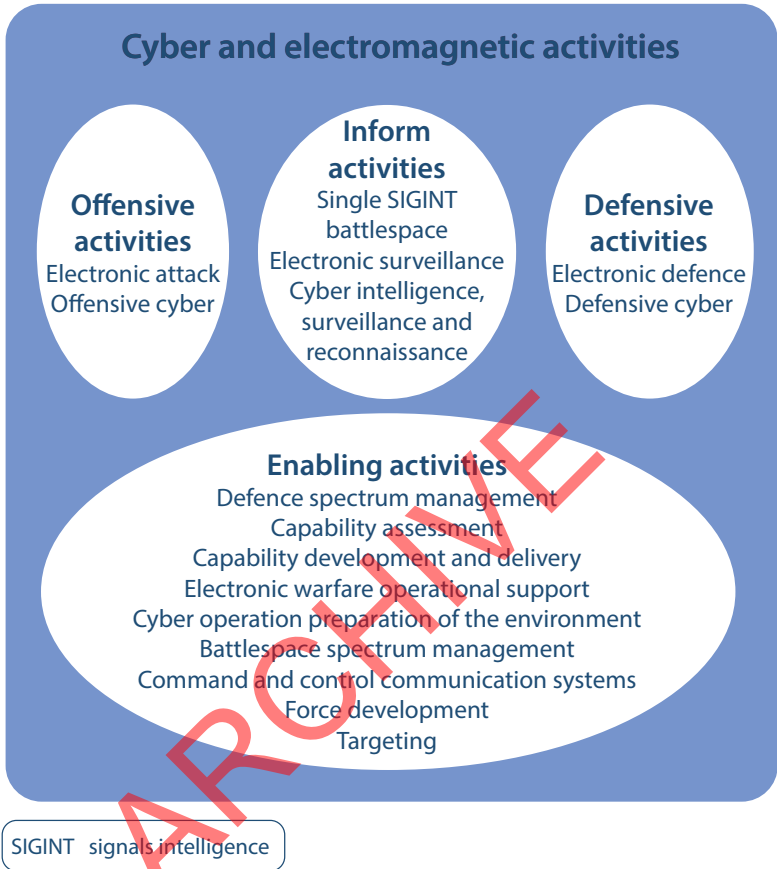 Cyber and electromagnetic activities
Offensive
activities
Electronic attack
Offensive cyber
Inform
activities
Single SIGINT
battlespace
Electronic surveillance
Cyber intelligence,
surveillance and
reconnaissance
Defensive
activities
Electronic defence
Defensive cyber
Enabling activities
Defence spectrum management
Capability assessment
Capability development and delivery
Electronic warfare operational support
Cyber operation preparation of the environment
Battlespace spectrum management
Command and control communication systems
Force development
Targeting
ARCHIVE
SIGINT signals intelligence